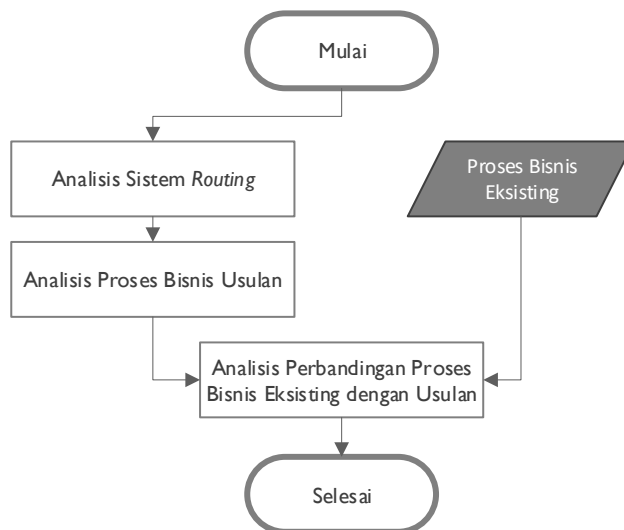 Mulai
Analisis Sistem Routing
Proses Bisnis
Eksisting
Analisis Proses Bisnis Usulan
Analisis Perbandingan Proses
Bisnis Eksisting dengan Usulan
Selesai